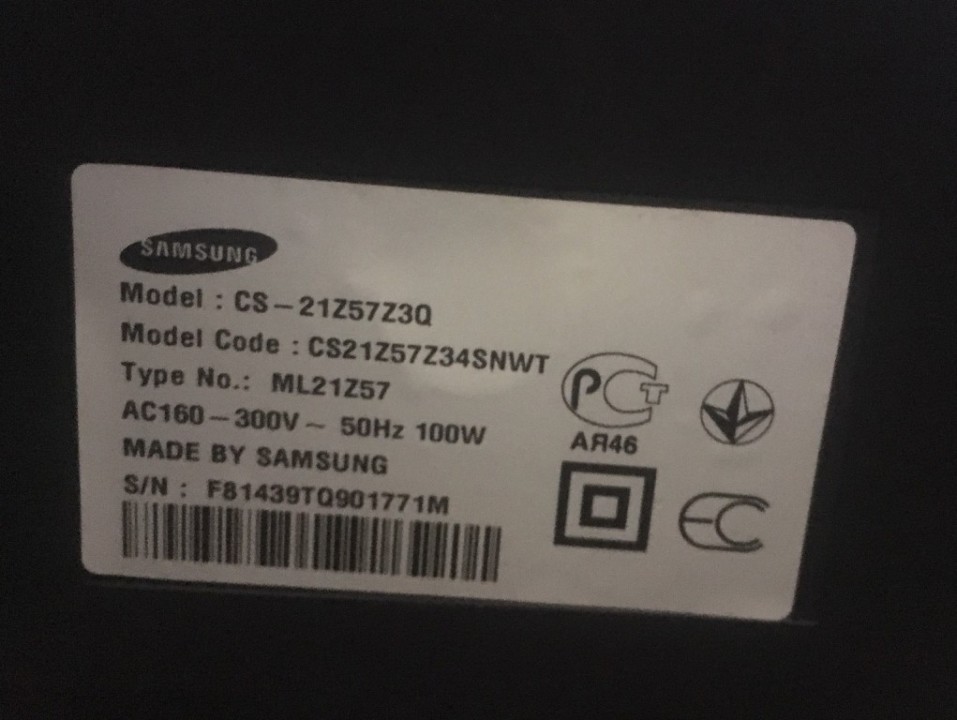 SAMSUNG
Model : CS-21Z57Z3Q
Model Code : CS21Z57Z34SNWT
Type No.: ML21Z57
AC160-300V~ 50Hz 100W
MADE BY SAMSUNG
S/N : F81439TQ901771M
РСТ
АЯ46
ЕС